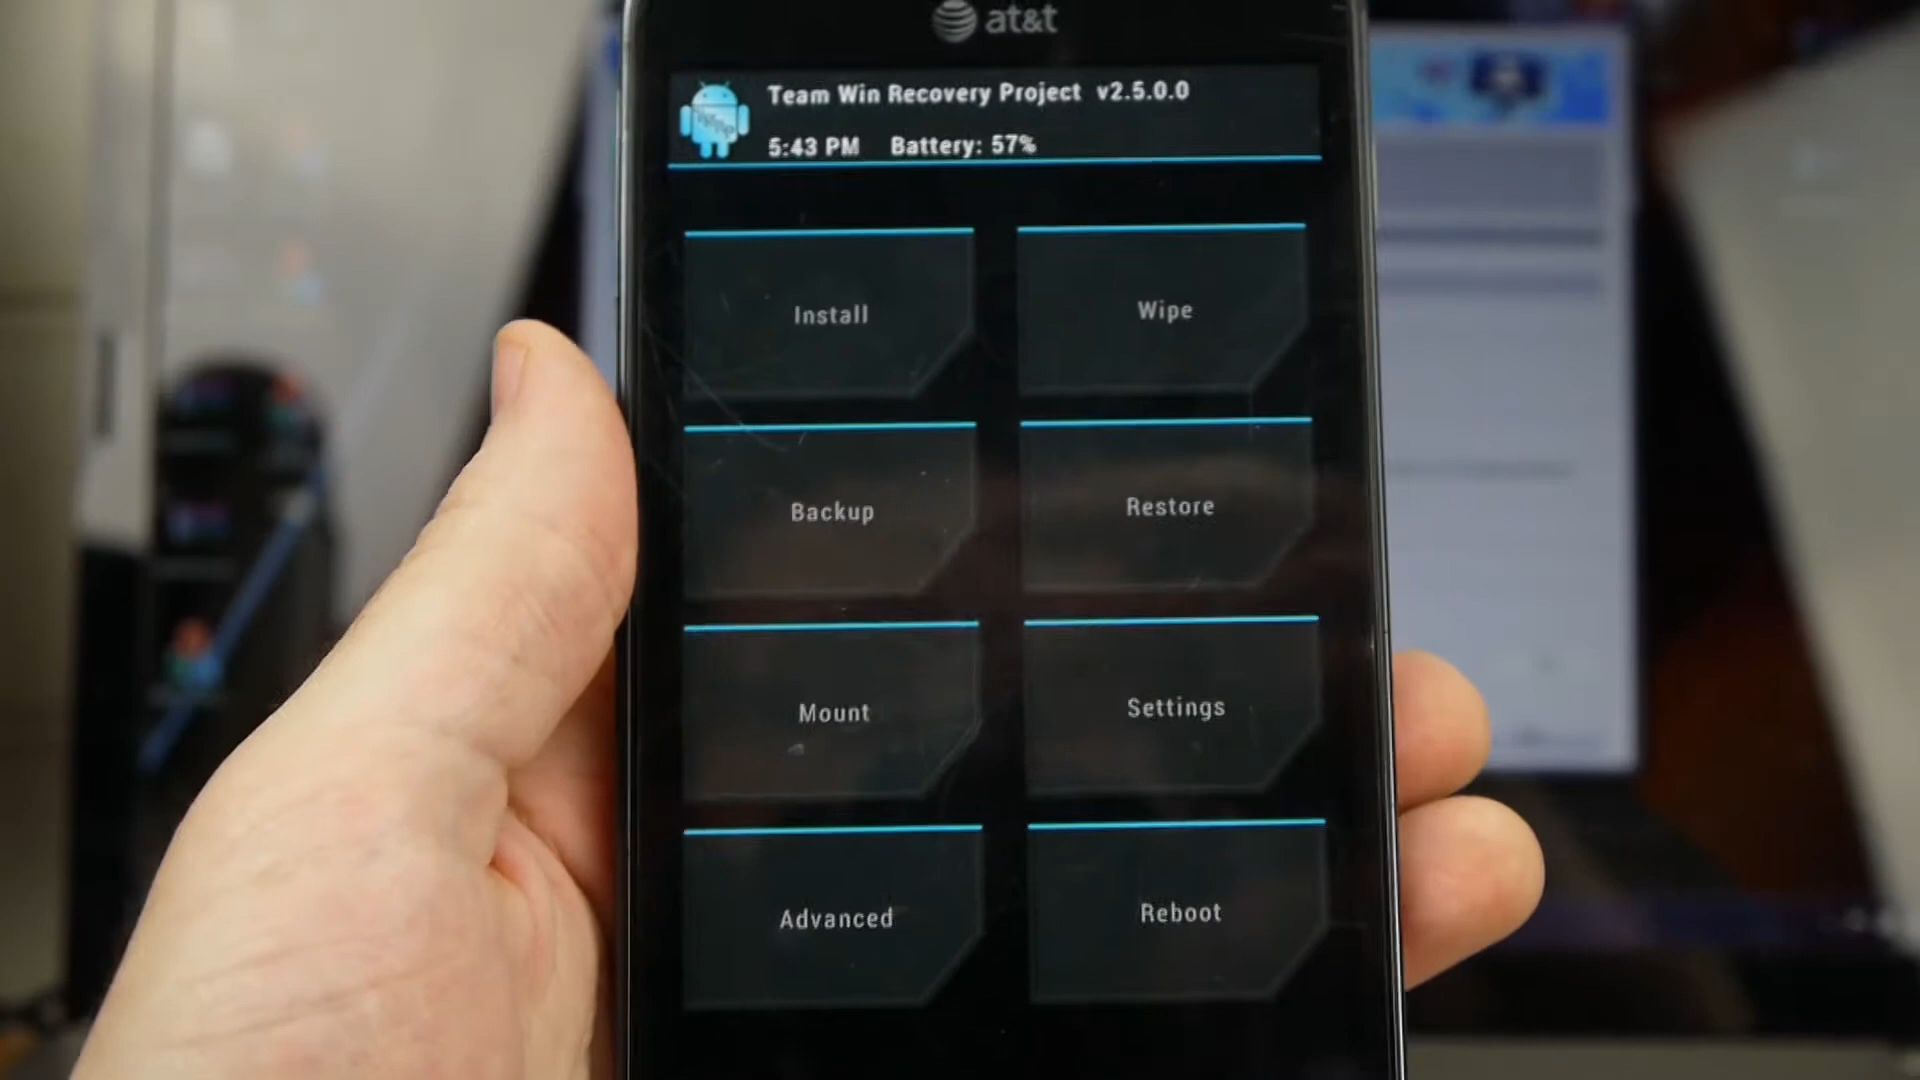 at&t
Team Win Recovery Project v2.5.0.0
5:43 PM Battery: 57%
Install
Wipe
Backup
Restore
Mount
Settings
Advanced
Reboot